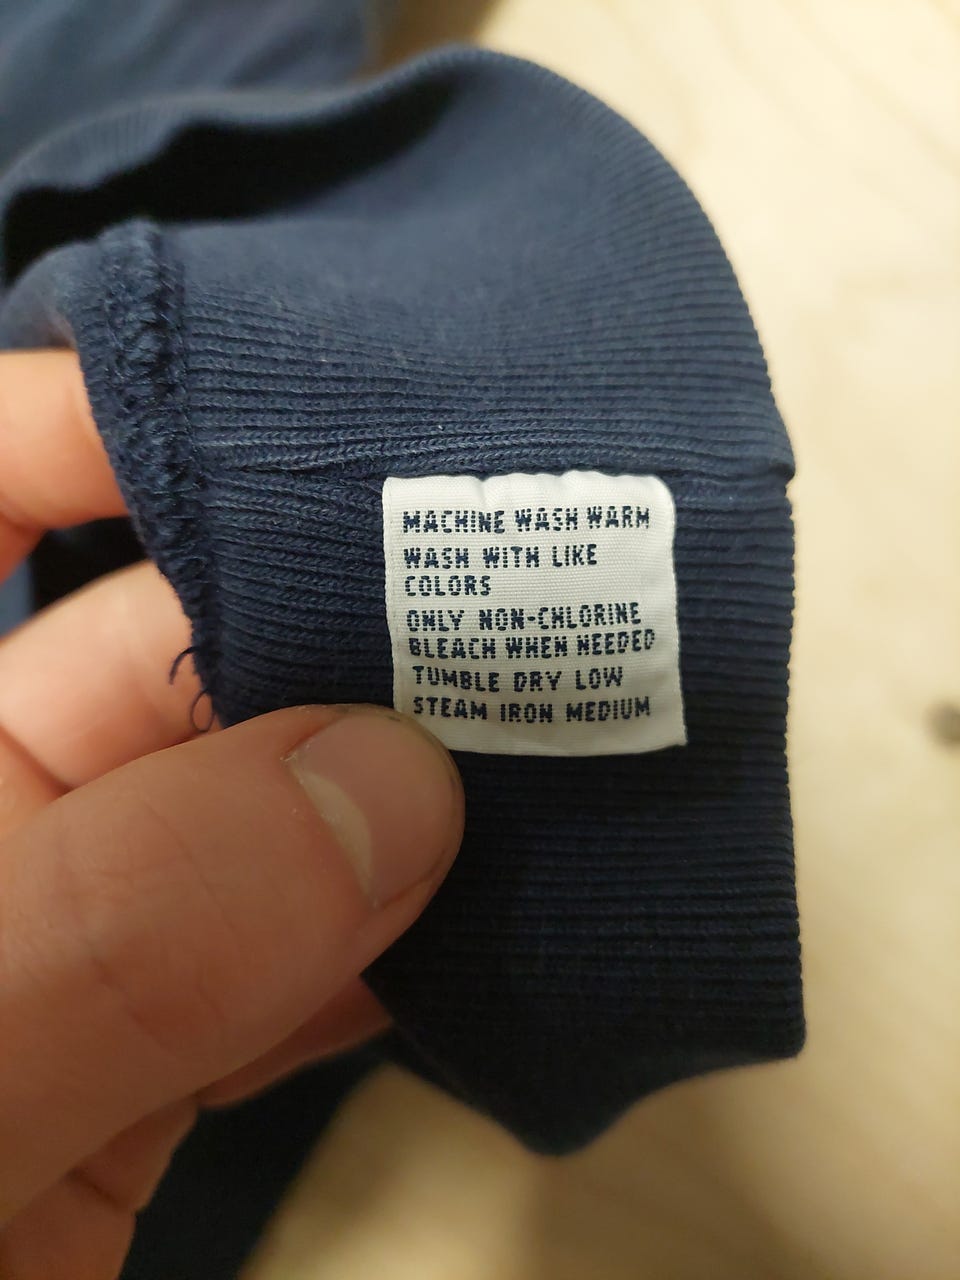 MACHINE WASH WARM
WASH WITH LIKE
COLORS
ONLY NON-CHLORINE
BLEACH WHEN NEEDED
TUMBLE DRY LOW
STEAM IRON MEDIUM